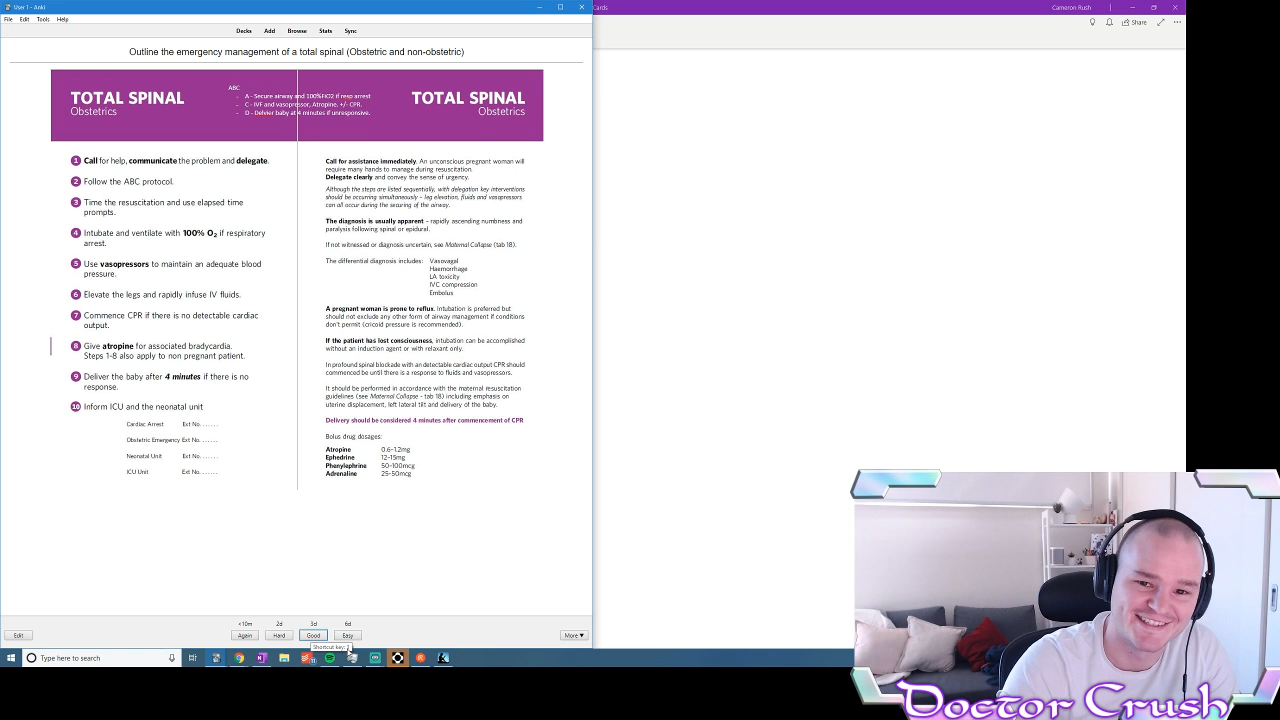 User 1 - Anki
Cards
Cameron Rush
File Edit Tools Help
Share
Decks Add Browse Stats Sync
Outline the emergency management of a total spinal (Obstetric and non-obstetric)
TOTAL SPINAL
Obstetrics
ABC
- A - Secure airway and 100%FiO2 if resp arrest
- C - IVF and vasopressor, Atropine. +/- CPR.
- D - Delvier baby at 4 minutes if unresponsive.
TOTAL SPINAL
Obstetrics
1 Call for help, communicate the problem and delegate.
2 Follow the ABC protocol.
3 Time the resuscitation and use elapsed time
prompts.
4 Intubate and ventilate with 100% O2 if respiratory
arrest.
5 Use vasopressors to maintain an adequate blood
pressure.
6 Elevate the legs and rapidly infuse IV fluids.
7 Commence CPR if there is no detectable cardiac
output.
8 Give atropine for associated bradycardia.
Steps 1-8 also apply to non pregnant patient.
9 Deliver the baby after 4 minutes if there is no
response.
10 Inform ICU and the neonatal unit
Cardiac Arrest Ext No. . . . . . .
Obstetric Emergency Ext No. . . . . . .
Neonatal Unit Ext No. . . . . . .
ICU Unit Ext No. . . . . . .
Call for assistance immediately. An unconscious pregnant woman will
require many hands to manage during resuscitation.
Delegate clearly and convey the sense of urgency.
Although the steps are listed sequentially, with delegation key interventions
should be occurring simultaneously – leg elevation, fluids and vasopressors
can all occur during the securing of the airway.
The diagnosis is usually apparent – rapidly ascending numbness and
paralysis following spinal or epidural.
If not witnessed or diagnosis uncertain, see Maternal Collapse (tab 18).
The differential diagnosis includes: Vasovagal
Haemorrhage
LA toxicity
IVC compression
Embolus
A pregnant woman is prone to reflux. Intubation is preferred but
should not exclude any other form of airway management if conditions
don't permit (cricoid pressure is recommended).
If the patient has lost consciousness, intubation can be accomplished
without an induction agent or with relaxant only.
In profound spinal blockade with an detectable cardiac output CPR should
commenced be until there is a response to fluids and vasopressors.
It should be performed in accordance with the maternal resuscitation
guidelines (see Maternal Collapse - tab 18) including emphasis on
uterine displacement, left lateral tilt and delivery of the baby.
Delivery should be considered 4 minutes after commencement of CPR
Bolus drug dosages:
Atropine 0.6–1.2mg
Ephedrine 12–15mg
Phenylephrine 50–100mcg
Adrenaline 25–50mcg
<10m 2d 3d 6d
Edit Again Hard Good Easy More
Shortcut key: 3
Type here to search
Doctor Crush